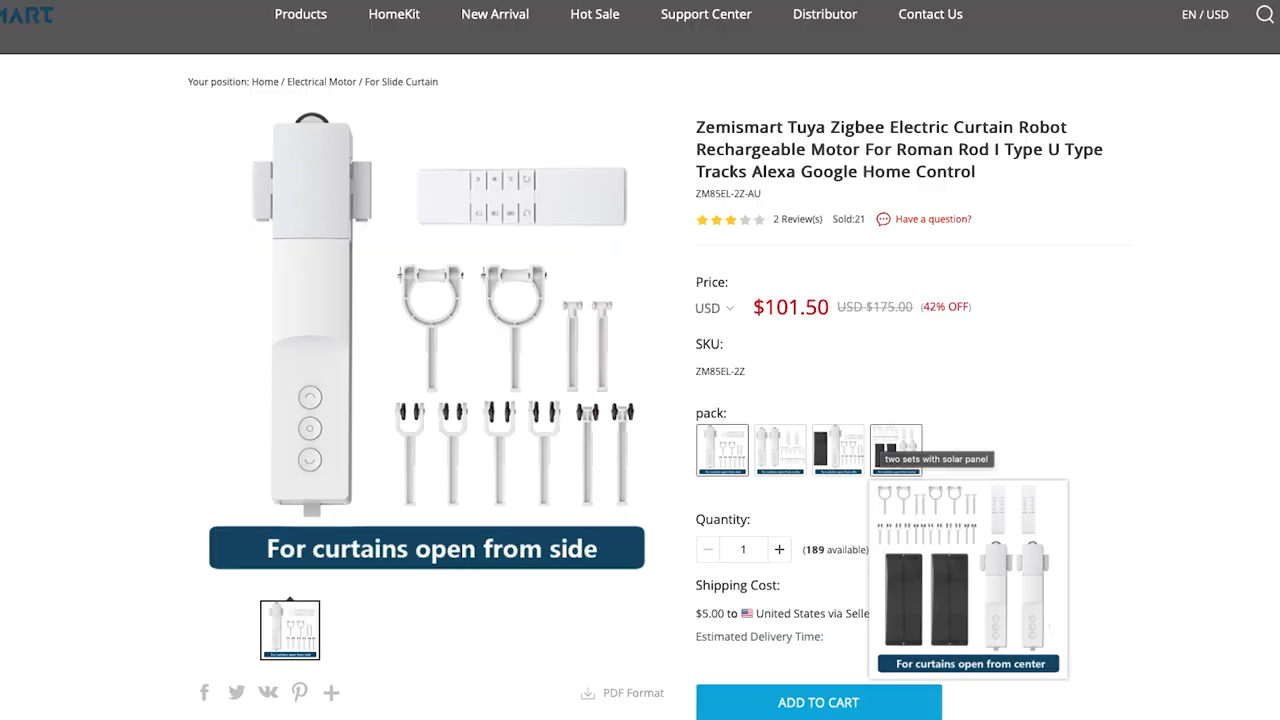 MART
Products
HomeKit
New Arrival
Hot Sale
Support Center
Distributor
Contact Us
EN / USD
Your position: Home / Electrical Motor / For Slide Curtain
Zemismart Tuya Zigbee Electric Curtain Robot
Rechargeable Motor For Roman Rod I Type U Type
Tracks Alexa Google Home Control
ZM85EL-2Z-AU
2 Review(s)
Sold:21
Have a question?
Price:
USD
$101.50
USD $175.00
(42% OFF)
SKU:
ZM85EL-2Z
pack:
two sets with solar panel
Quantity:
1
(189 available)
Shipping Cost:
$5.00 to United States via Selle
Estimated Delivery Time:
ADD TO CART
For curtains open from side
For curtains open from center
PDF Format